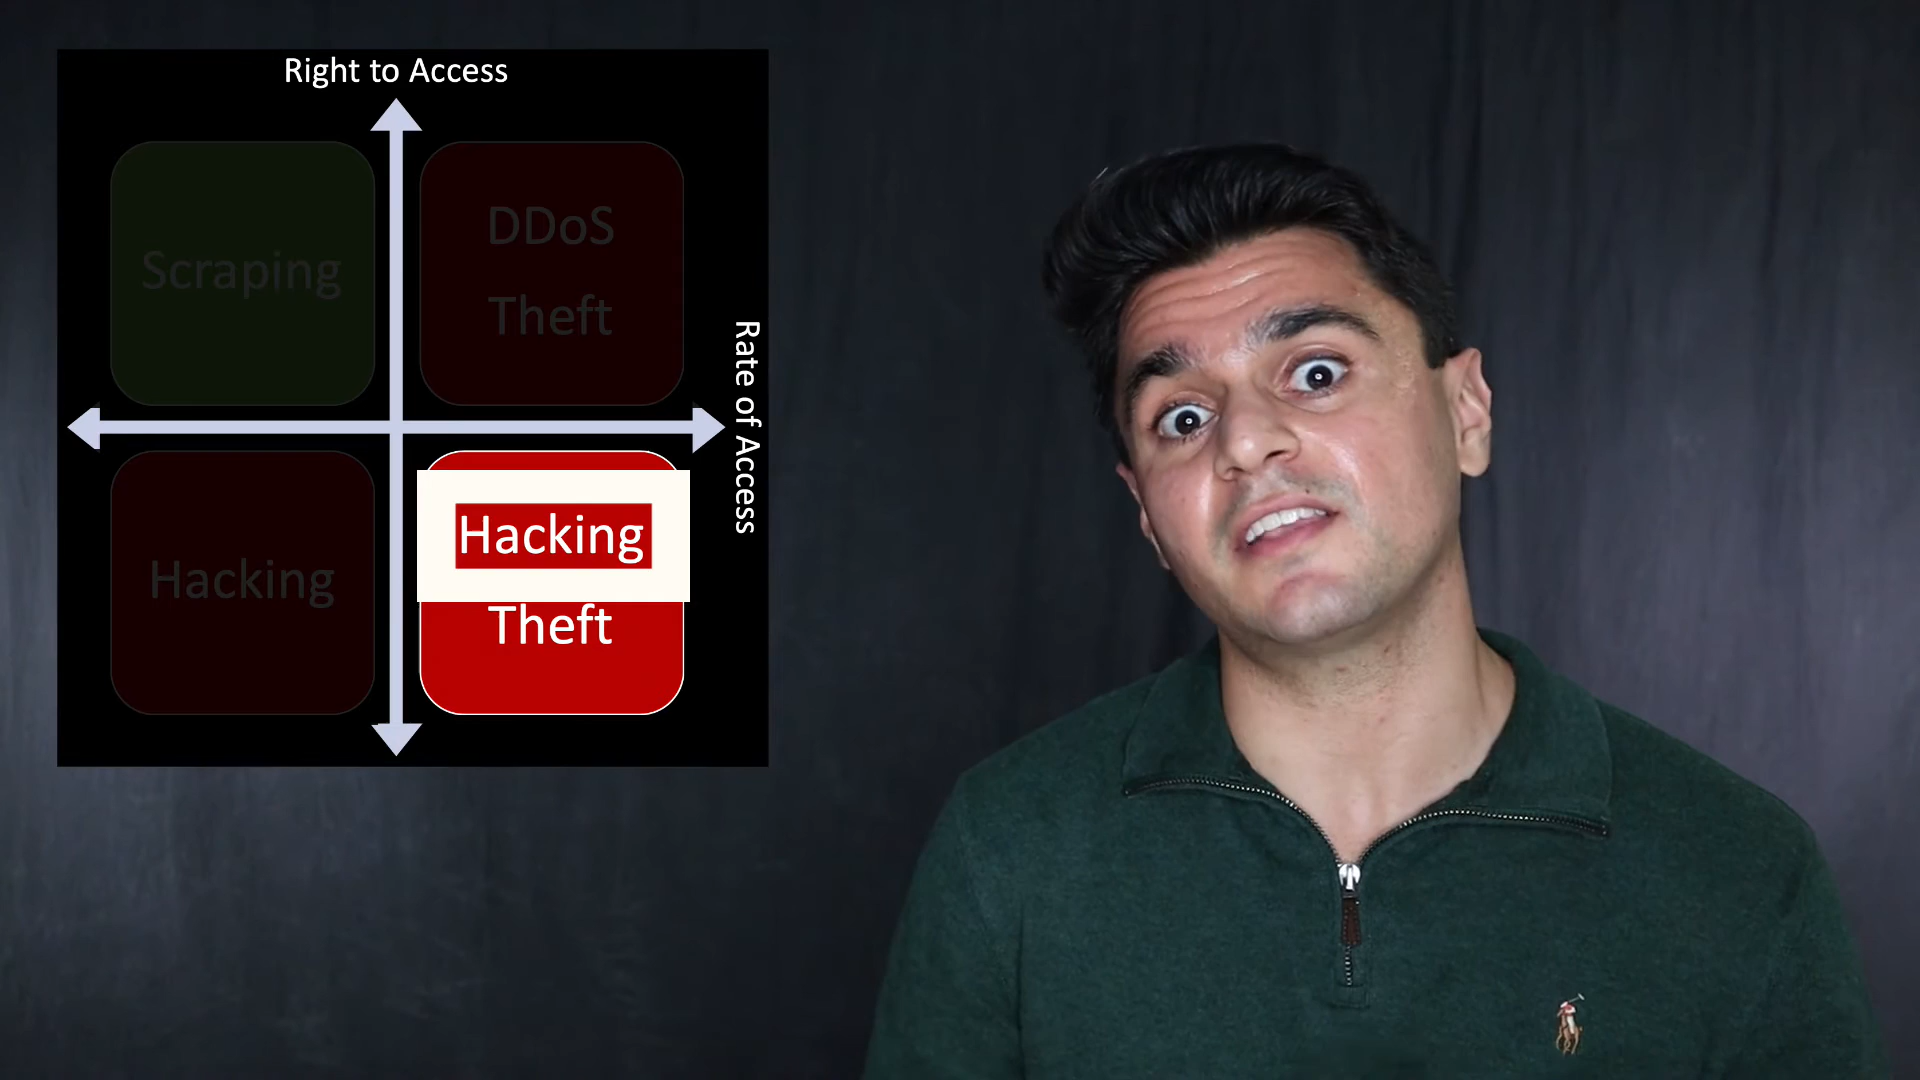 Right to Access
Scraping
DDoS
Theft
Rate of Access
Hacking
Hacking
Theft